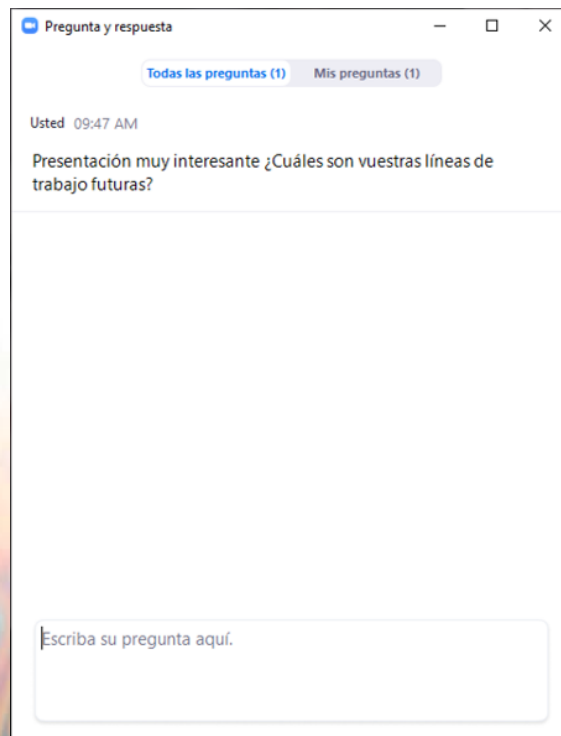 Pregunta y respuesta
Todas las preguntas (1) Mis preguntas (1)
Usted 09:47 AM
Presentación muy interesante ¿Cuáles son vuestras líneas de
trabajo futuras?
Escriba su pregunta aquí.